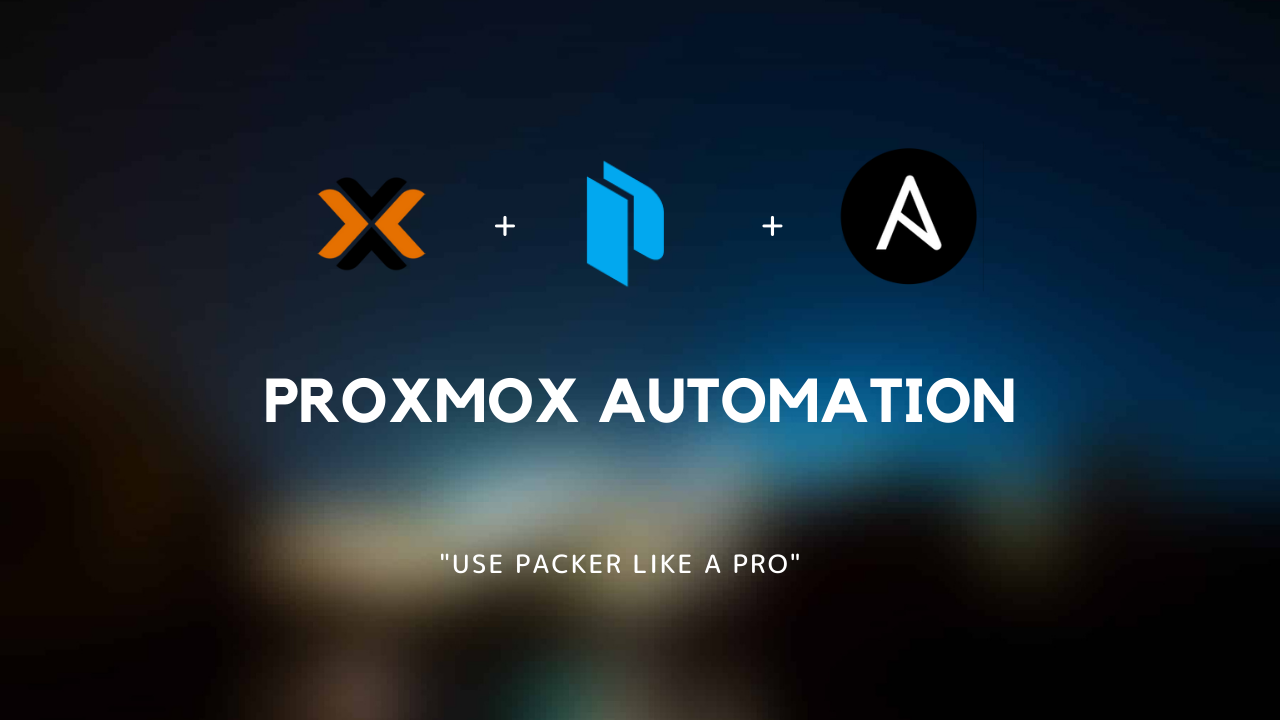 + +
PROXMOX AUTOMATION
"USE PACKER LIKE A PRO"